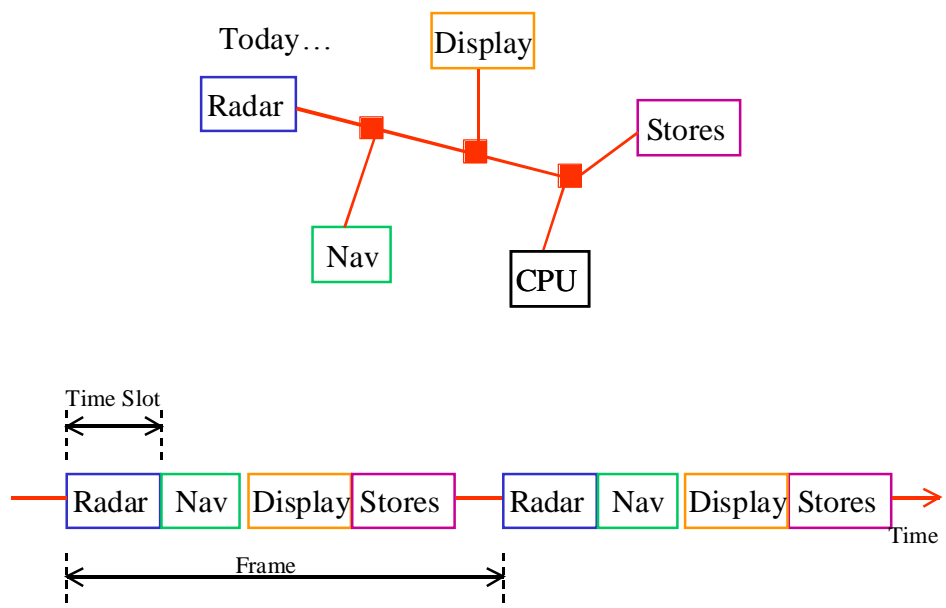 Today…
Display
Radar
Stores
Nav
CPU
Time Slot
Radar Nav Display Stores Radar Nav Display Stores
Time
Frame